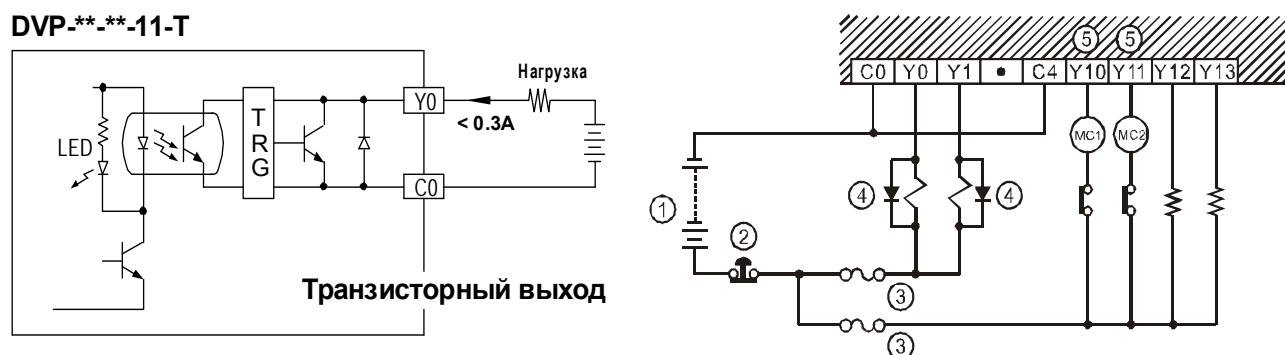 DVP-**-**-11-T
LED
T
R
G
Y0
C0
Нагрузка
< 0.3A
Транзисторный выход
5 5
C0 Y0 Y1 • C4 Y10 Y11 Y12 Y13
MC1 MC2
4 4
1
2
3
3